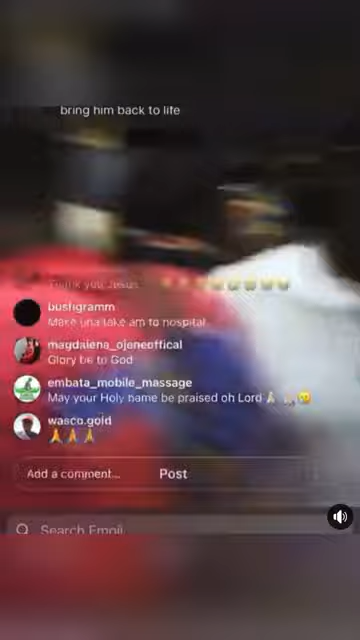 bring him back to life
Thank you Jesus
bushgramm
Make una take am to hospital
magdalena_ojeneoffical
Glory be to God
embata_mobile_massage
May your Holy name be praised oh Lord
wasco.gold
Add a comment... Post
Search Emoji